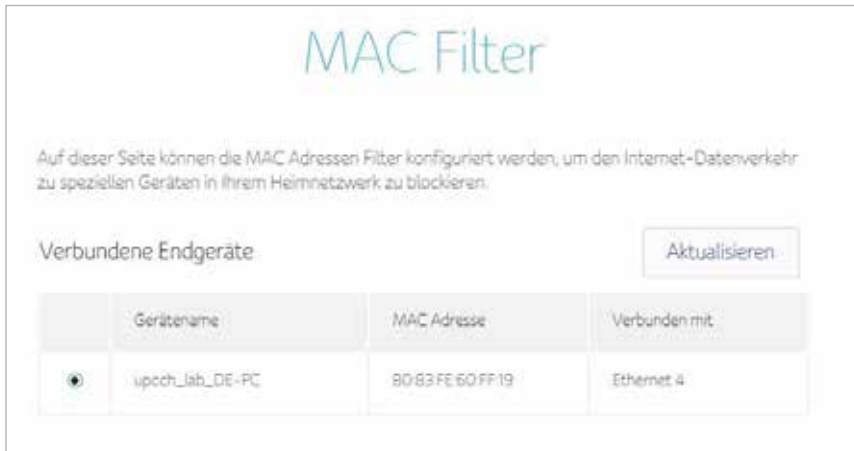 MAC Filter
Auf dieser Seite können die MAC Adressen Filter konfiguriert werden, um den Internet-Datenverkehr
zu speziellen Geräten in Ihrem Heimnetzwerk zu blockieren.
Verbundene Endgeräte
Aktualisieren
Gerätename MAC Adresse Verbunden mit
upcch_lab_DE-PC 80:83:FE:60:FF:19 Ethernet 4